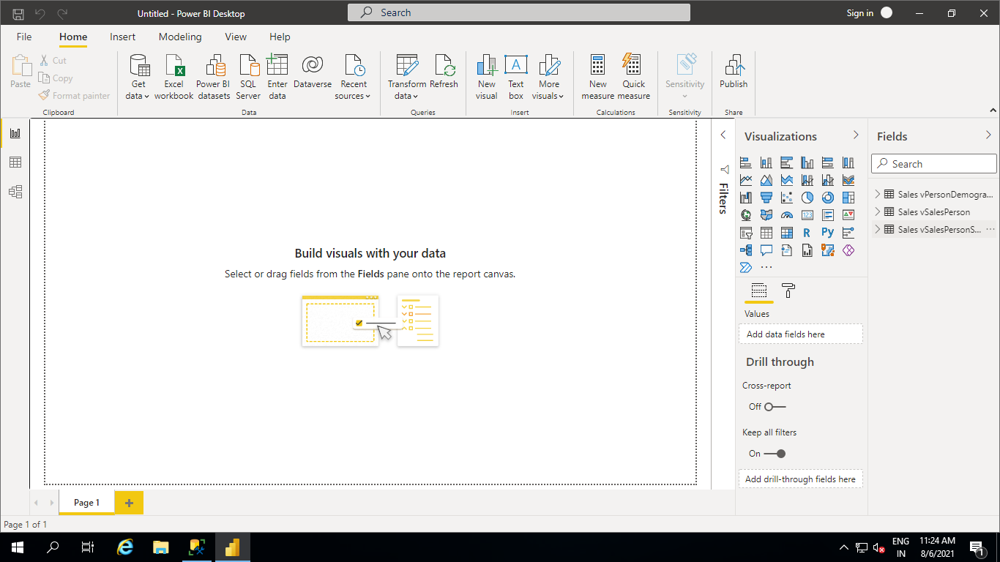 Untitled - Power BI Desktop
Search
Sign in
File
Home
Insert
Modeling
View
Help
Paste
Cut
Copy
Format painter
Clipboard
Get
data
Excel
workbook
Power BI
datasets
SQL
Server
Enter
data
Dataverse
Recent
sources
Data
Transform
data
Refresh
Queries
New
visual
Text
box
More
visuals
Insert
New
measure
Quick
measure
Calculations
Sensitivity
Sensitivity
Publish
Share
Build visuals with your data
Select or drag fields from the Fields pane onto the report canvas.
Filters
Visualizations
123
R
Py
Values
Add data fields here
Drill through
Cross-report
Off
Keep all filters
On
Add drill-through fields here
Fields
Search
Sales vPersonDemogra...
Sales vSalesPerson
Sales vSalesPersonS...
Page 1
Page 1 of 1
ENG
IN
11:24 AM
8/6/2021
1